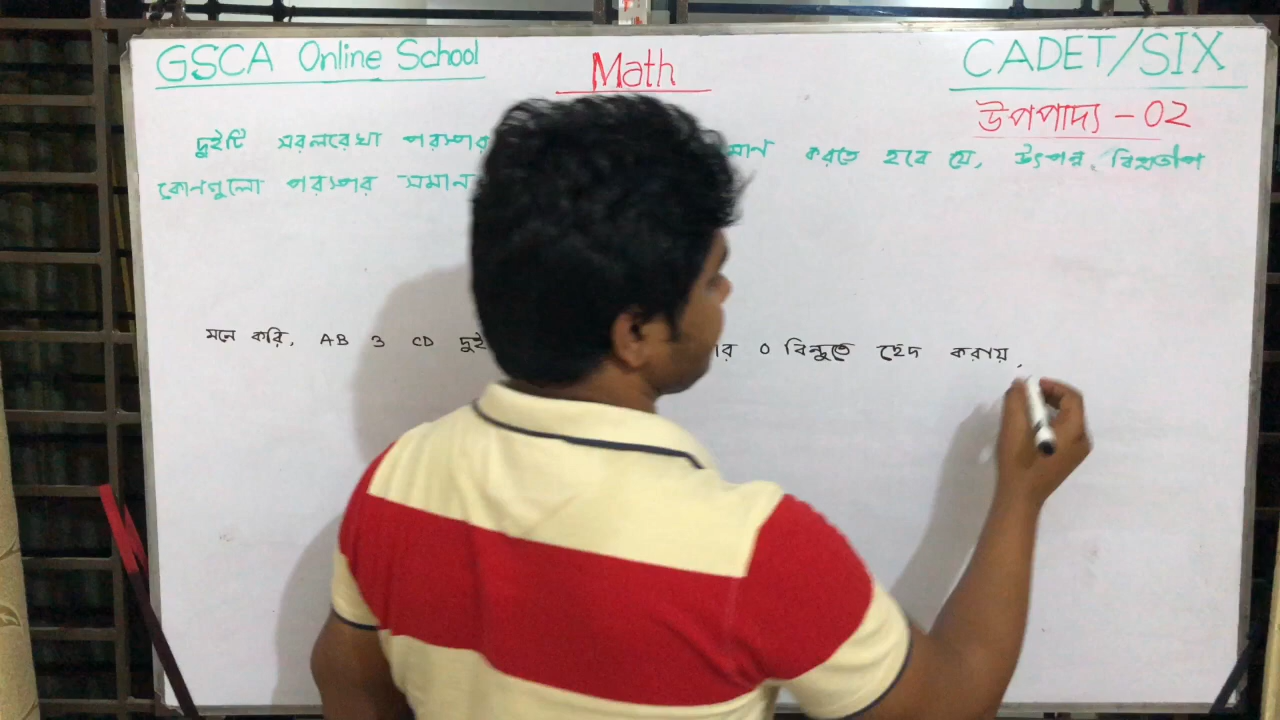 GSCA Online School
Math
CADET/SIX
উপপাদ্য - 02
দুইটি সরলরেখা পরস্পর মাণ করতে হবে যে, উৎপন্ন বিপ্রতীপ
কোণগুলো পরস্পর সমান
মনে করি, AB ও CD দুই র O বিন্দুতে ছেদ করায়,